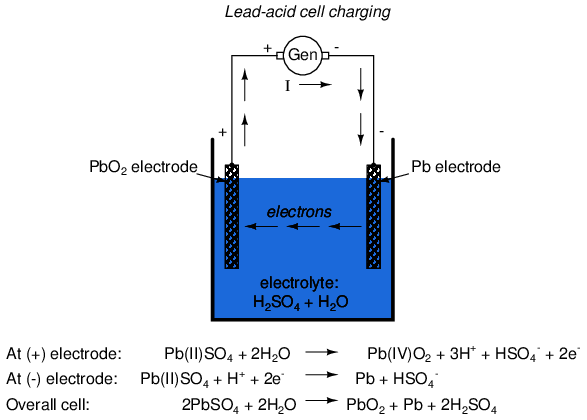 Lead-acid cell charging
+ Gen -
I
+ -
PbO₂ electrode Pb electrode
electrons
electrolyte:
H₂SO₄ + H₂O
At (+) electrode: Pb(II)SO₄ + 2H₂O ⟶ Pb(IV)O₂ + 3H⁺ + HSO₄⁻ + 2e⁻
At (-) electrode: Pb(II)SO₄ + H⁺ + 2e⁻ ⟶ Pb + HSO₄⁻
Overall cell: 2PbSO₄ + 2H₂O ⟶ PbO₂ + Pb + 2H₂SO₄